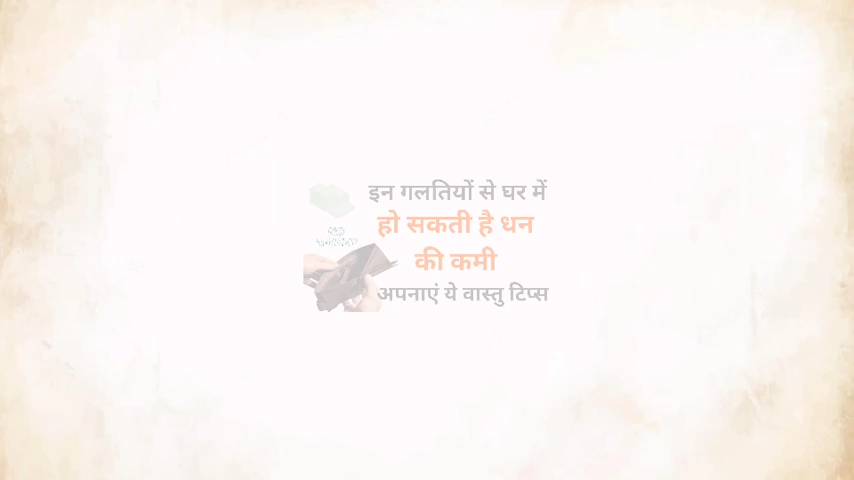 इन गलतियों से घर में
हो सकती है धन
की कमी
अपनाएं ये वास्तु टिप्स